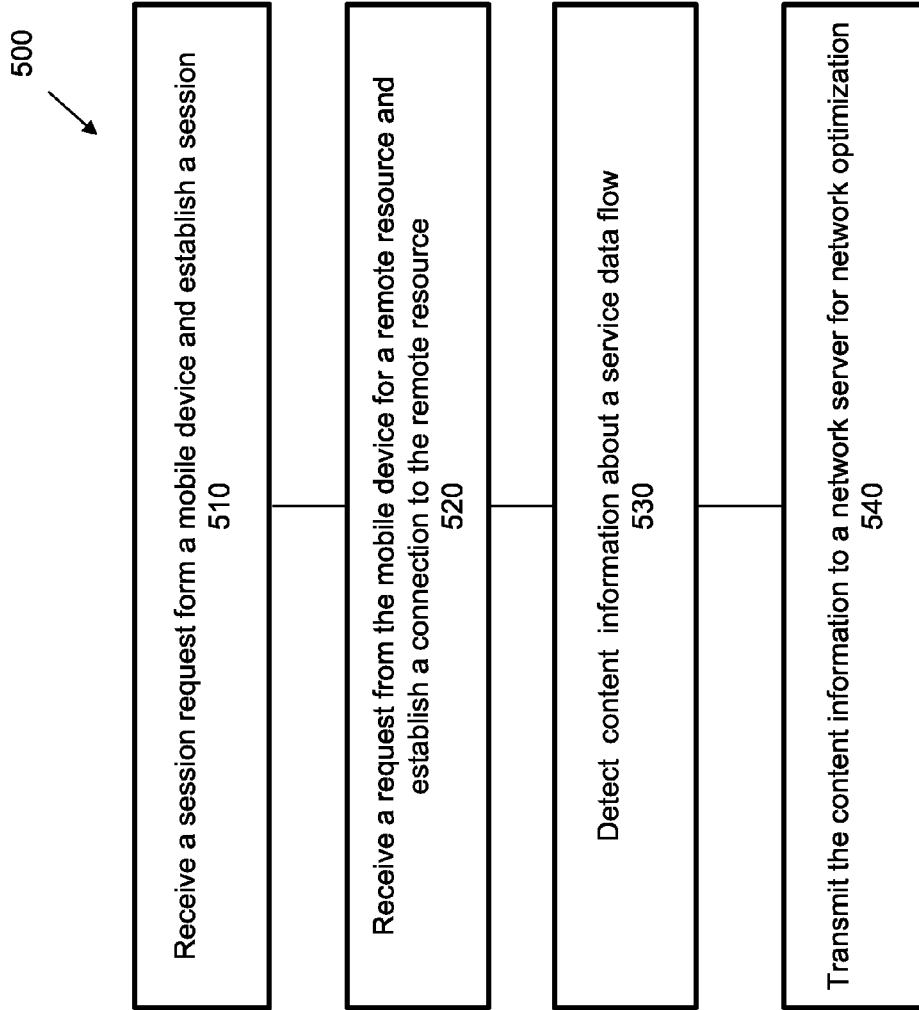 500
Receive a session request form a mobile device and establish a session
510
Receive a request from the mobile device for a remote resource and
establish a connection to the remote resource
520
Detect content information about a service data flow
530
Transmit the content information to a network server for network optimization
540